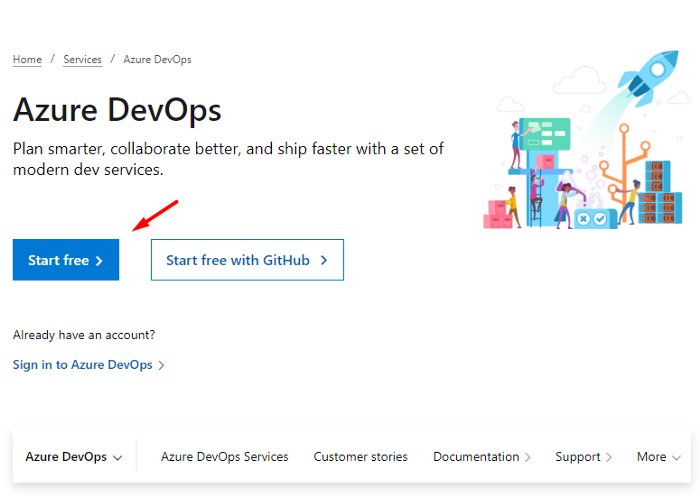 Home / Services / Azure DevOps
Azure DevOps
Plan smarter, collaborate better, and ship faster with a set of
modern dev services.
Start free
Start free with GitHub
Already have an account?
Sign in to Azure DevOps
Azure DevOps Azure DevOps Services Customer stories Documentation Support More